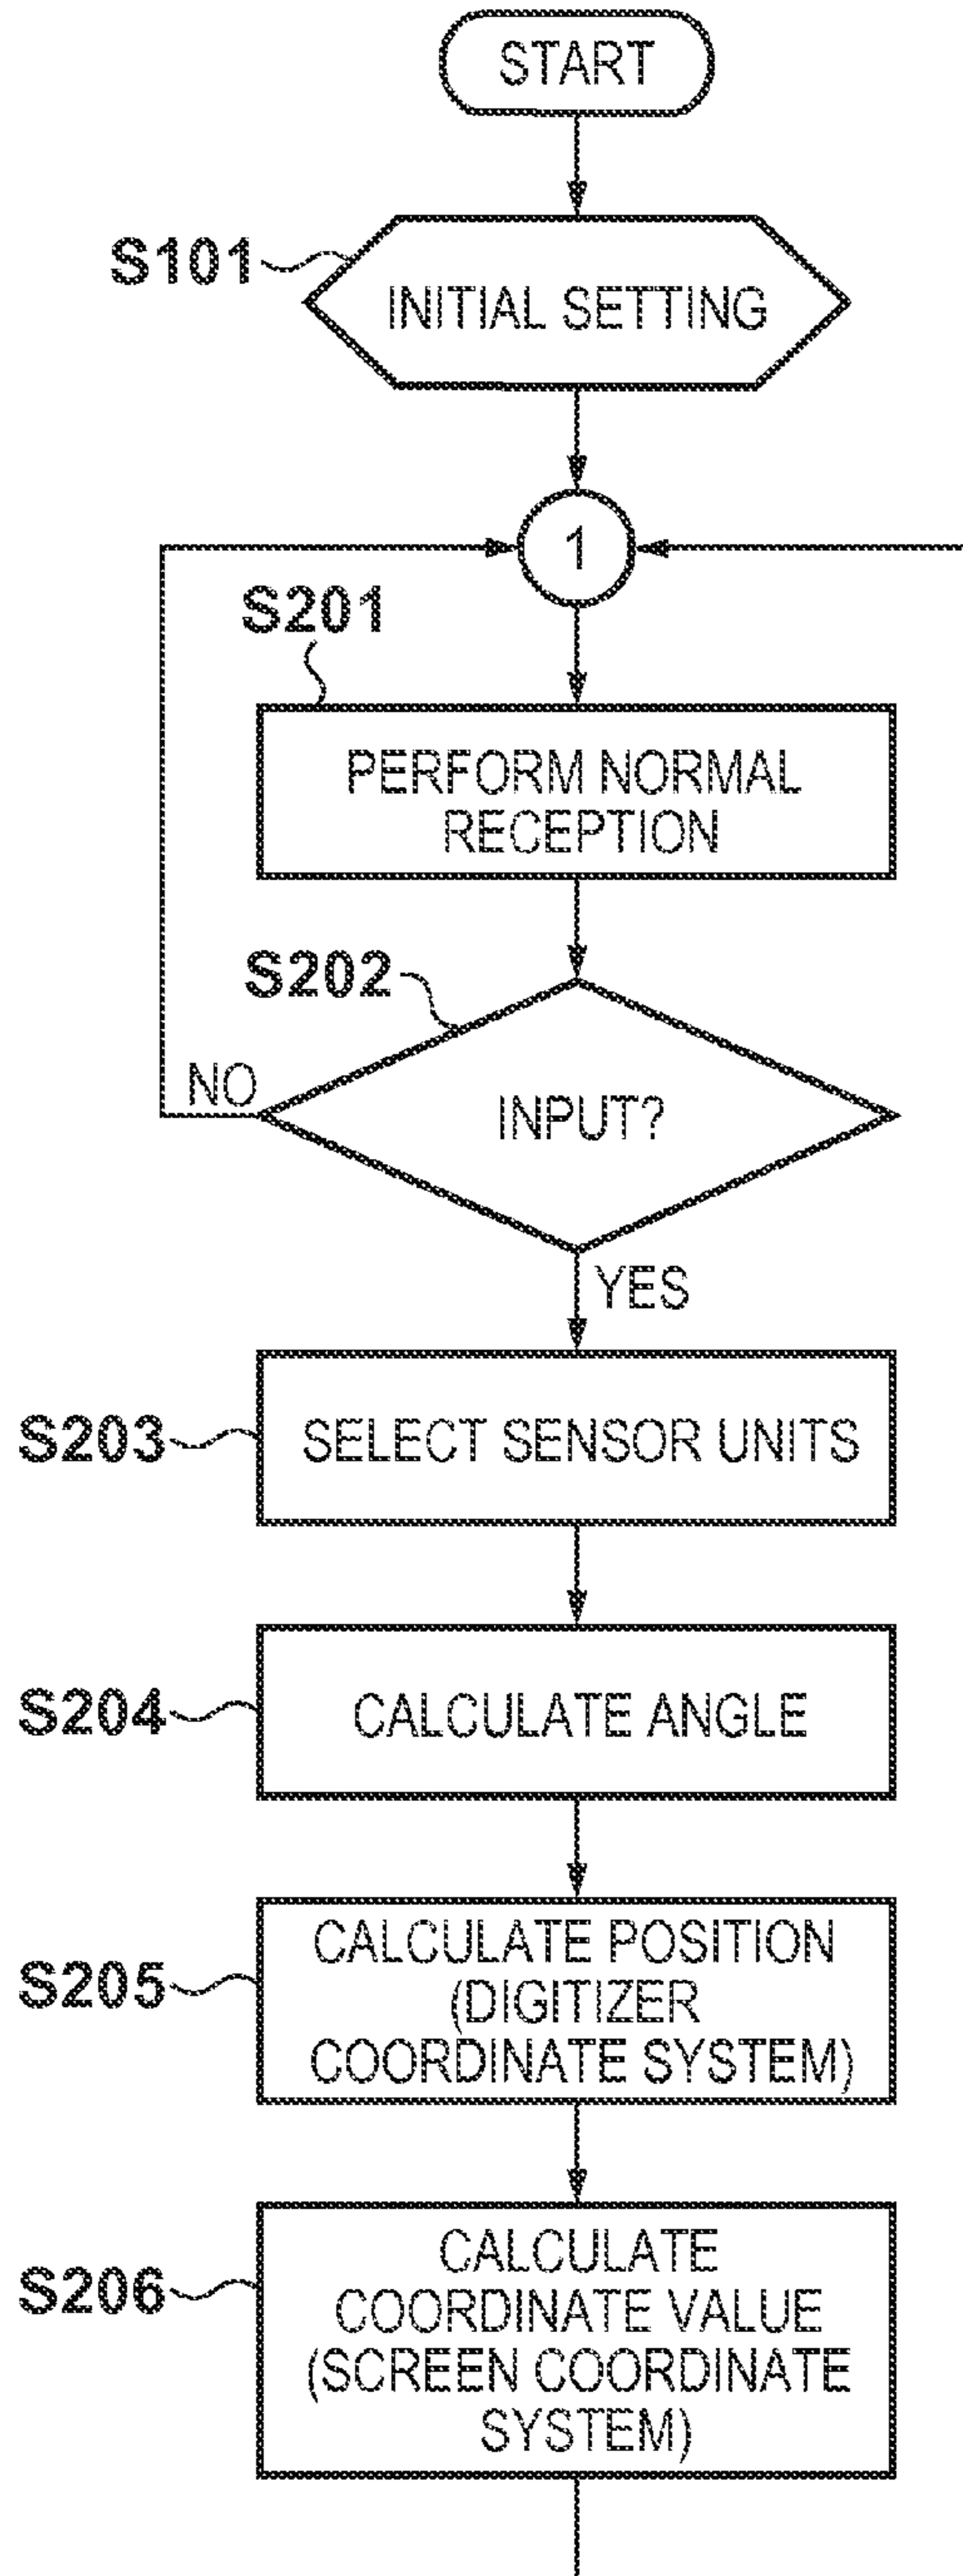 START
S101
INITIAL SETTING
1
S201
PERFORM NORMAL
RECEPTION
S202
NO
INPUT?
YES
S203
SELECT SENSOR UNITS
S204
CALCULATE ANGLE
S205
CALCULATE POSITION
(DIGITIZER
COORDINATE SYSTEM)
S206
CALCULATE
COORDINATE VALUE
(SCREEN COORDINATE
SYSTEM)